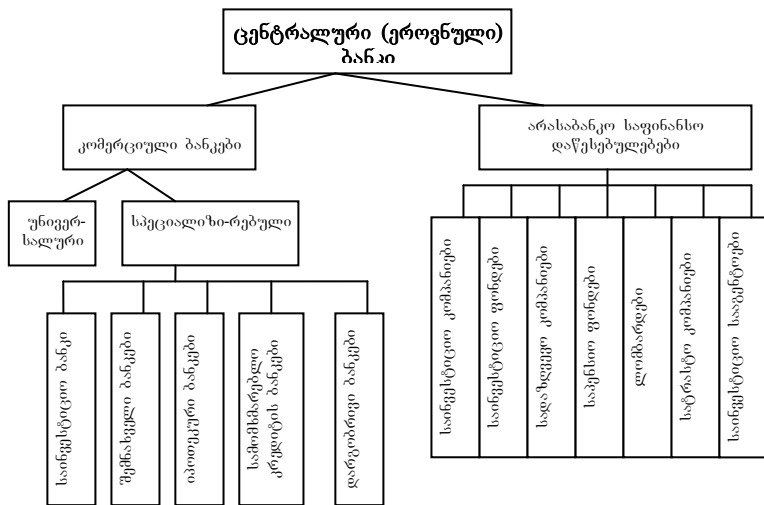 ცენტრალური (ეროვნული)
ბანკი
კომერციული ბანკები
არასაბანკო საფინანსო
დაწესებულებები
უნივერ-
სალური
სპეციალიზი-რებული
საინვესტიციო ბანკი
შემნახველი ბანკები
იპოთეკური ბანკები
სამომხმარებლო
კრედიტის ბანკები
დარგობრივი ბანკები
საინვესტიციო კომპანიები
საინვესტიციო ფონდები
სადაზღვევო კომპანიები
საპენსიო ფონდები
ლომბარდები
სატრასტო კომპანიები
საინვესტიციო სააგენტოები